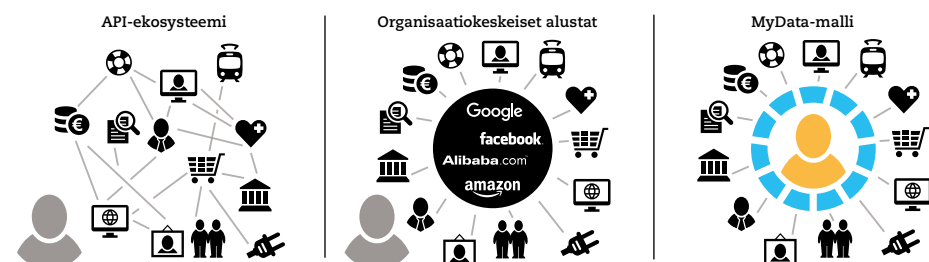 API-ekosysteemi
Organisaatiokeskeiset alustat
Google
facebook
Alibaba.com
amazon
MyData-malli